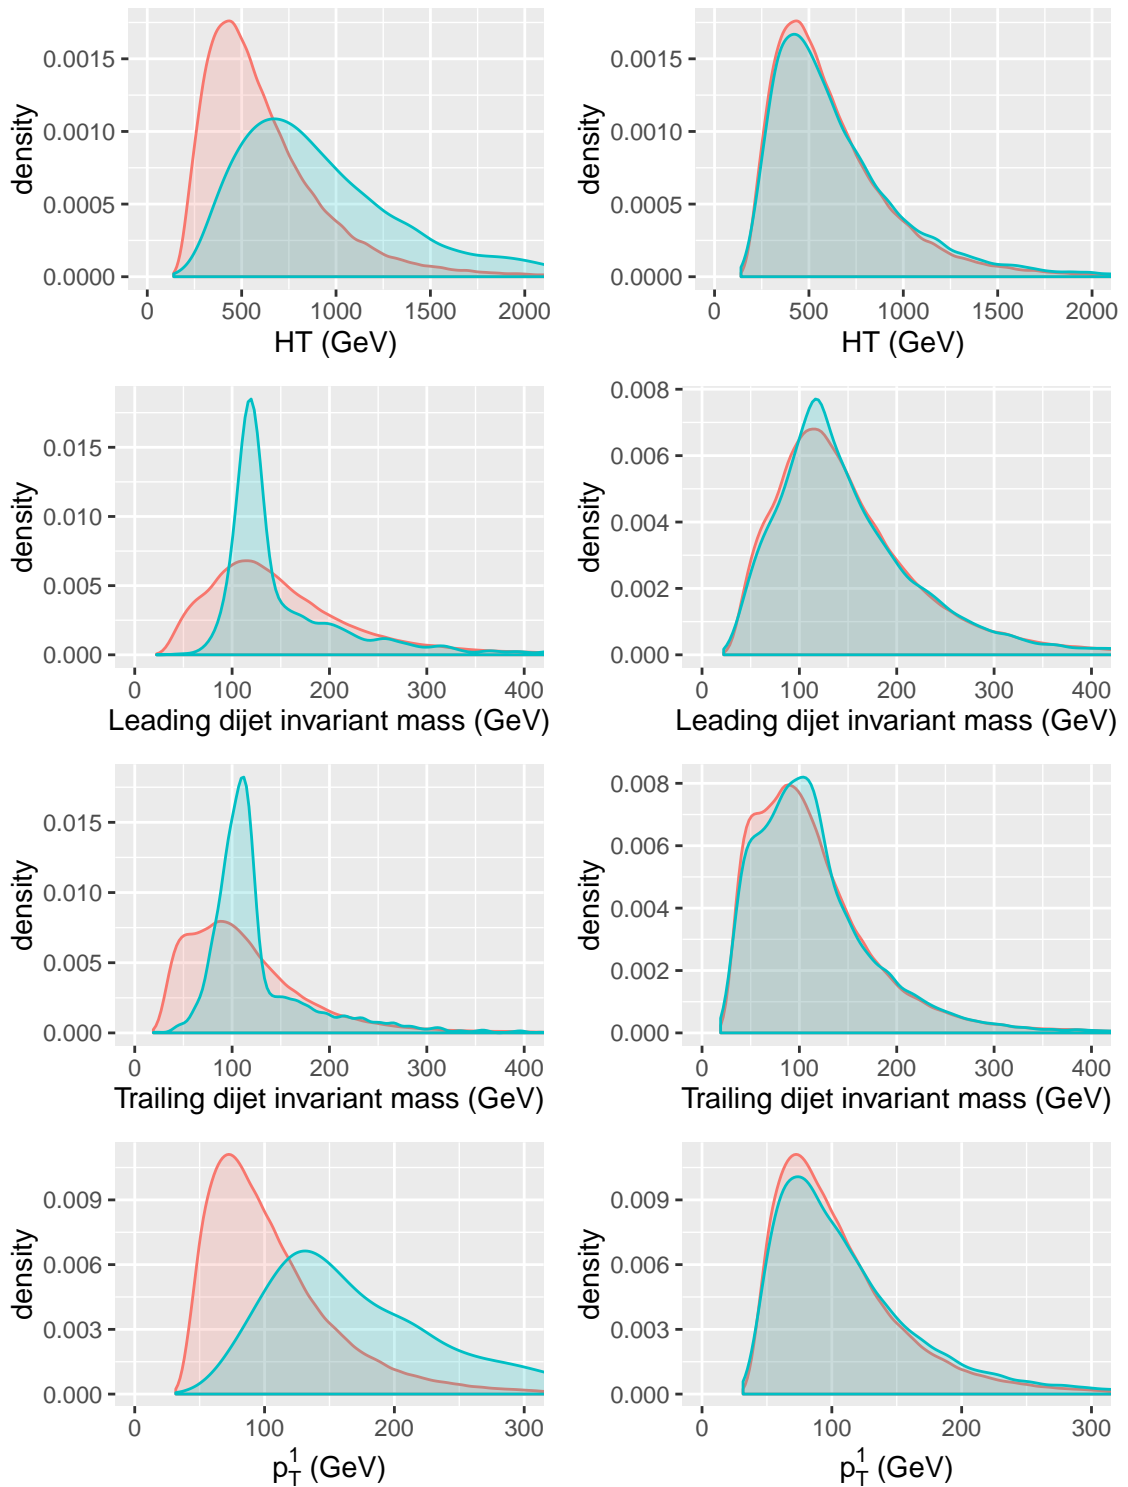 density
0.0015
0.0010
0.0005
0.0000
0 500 1000 1500 2000
HT (GeV)
density
0.0015
0.0010
0.0005
0.0000
0 500 1000 1500 2000
HT (GeV)
density
0.015
0.010
0.005
0.000
0 100 200 300 400
Leading dijet invariant mass (GeV)
density
0.008
0.006
0.004
0.002
0.000
0 100 200 300 400
Leading dijet invariant mass (GeV)
density
0.015
0.010
0.005
0.000
0 100 200 300 400
Trailing dijet invariant mass (GeV)
density
0.008
0.006
0.004
0.002
0.000
0 100 200 300 400
Trailing dijet invariant mass (GeV)
density
0.009
0.006
0.003
0.000
0 100 200 300
p_T^1 (GeV)
density
0.009
0.006
0.003
0.000
0 100 200 300
p_T^1 (GeV)